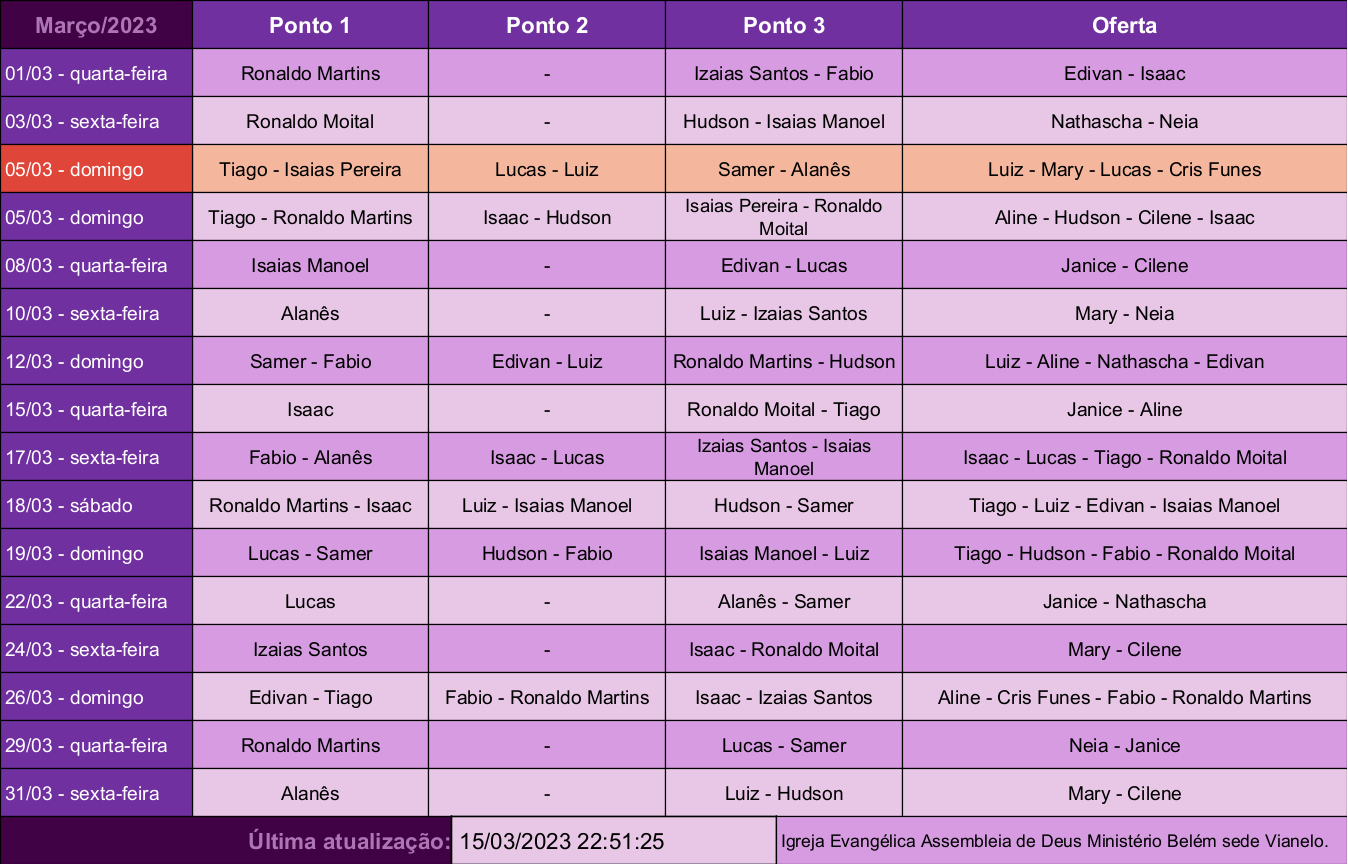 Março/2023 Ponto 1 Ponto 2 Ponto 3 Oferta
01/03 - quarta-feira Ronaldo Martins - Izaias Santos - Fabio Edivan - Isaac
03/03 - sexta-feira Ronaldo Moital - Hudson - Isaias Manoel Nathascha - Neia
05/03 - domingo Tiago - Isaias Pereira Lucas - Luiz Samer - Alanês Luiz - Mary - Lucas - Cris Funes
05/03 - domingo Tiago - Ronaldo Martins Isaac - Hudson Isaias Pereira - Ronaldo
Moital Aline - Hudson - Cilene - Isaac
08/03 - quarta-feira Isaias Manoel - Edivan - Lucas Janice - Cilene
10/03 - sexta-feira Alanês - Luiz - Izaias Santos Mary - Neia
12/03 - domingo Samer - Fabio Edivan - Luiz Ronaldo Martins - Hudson Luiz - Aline - Nathascha - Edivan
15/03 - quarta-feira Isaac - Ronaldo Moital - Tiago Janice - Aline
17/03 - sexta-feira Fabio - Alanês Isaac - Lucas Izaias Santos - Isaias
Manoel Isaac - Lucas - Tiago - Ronaldo Moital
18/03 - sábado Ronaldo Martins - Isaac Luiz - Isaias Manoel Hudson - Samer Tiago - Luiz - Edivan - Isaias Manoel
19/03 - domingo Lucas - Samer Hudson - Fabio Isaias Manoel - Luiz Tiago - Hudson - Fabio - Ronaldo Moital
22/03 - quarta-feira Lucas - Alanês - Samer Janice - Nathascha
24/03 - sexta-feira Izaias Santos - Isaac - Ronaldo Moital Mary - Cilene
26/03 - domingo Edivan - Tiago Fabio - Ronaldo Martins Isaac - Izaias Santos Aline - Cris Funes - Fabio - Ronaldo Martins
29/03 - quarta-feira Ronaldo Martins - Lucas - Samer Neia - Janice
31/03 - sexta-feira Alanês - Luiz - Hudson Mary - Cilene
Última atualização: 15/03/2023 22:51:25 Igreja Evangélica Assembleia de Deus Ministério Belém sede Vianelo.